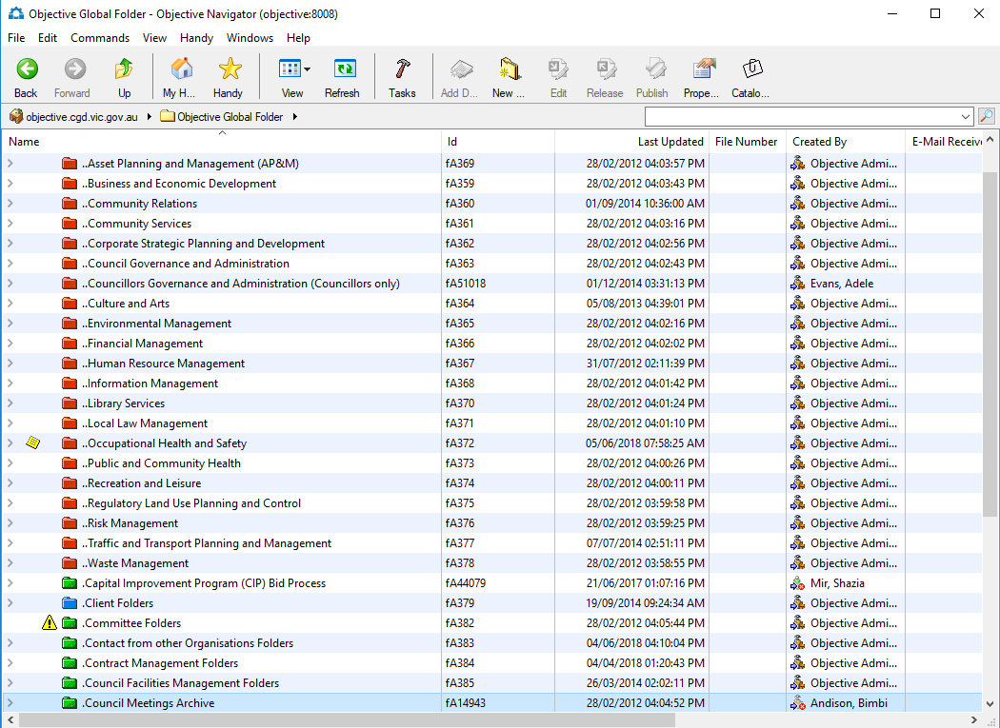 Objective Global Folder - Objective Navigator (objective:8008)
File Edit Commands View Handy Windows Help
Back Forward Up My H... Handy View Refresh Tasks Add D... New ... Edit Release Publish Prope... Catalo...
objective.cgd.vic.gov.au Objective Global Folder
Name Id Last Updated File Number Created By E-Mail Receive
..Asset Planning and Management (AP&M) fA369 28/02/2012 04:03:57 PM Objective Admi...
..Business and Economic Development fA359 28/02/2012 04:03:43 PM Objective Admi...
..Community Relations fA360 01/09/2014 10:36:00 AM Objective Admi...
..Community Services fA361 28/02/2012 04:03:16 PM Objective Admi...
..Corporate Strategic Planning and Development fA362 28/02/2012 04:02:56 PM Objective Admi...
..Council Governance and Administration fA363 28/02/2012 04:02:43 PM Objective Admi...
..Councillors Governance and Administration (Councillors only) fA51018 01/12/2014 03:31:13 PM Evans, Adele
..Culture and Arts fA364 05/08/2013 04:39:01 PM Objective Admi...
..Environmental Management fA365 28/02/2012 04:02:16 PM Objective Admi...
..Financial Management fA366 28/02/2012 04:02:02 PM Objective Admi...
..Human Resource Management fA367 31/07/2012 02:11:39 PM Objective Admi...
..Information Management fA368 28/02/2012 04:01:42 PM Objective Admi...
..Library Services fA370 28/02/2012 04:01:24 PM Objective Admi...
..Local Law Management fA371 28/02/2012 04:01:10 PM Objective Admi...
..Occupational Health and Safety fA372 05/06/2018 07:58:25 AM Objective Admi...
..Public and Community Health fA373 28/02/2012 04:00:26 PM Objective Admi...
..Recreation and Leisure fA374 28/02/2012 04:00:11 PM Objective Admi...
..Regulatory Land Use Planning and Control fA375 28/02/2012 03:59:58 PM Objective Admi...
..Risk Management fA376 28/02/2012 03:59:25 PM Objective Admi...
..Traffic and Transport Planning and Management fA377 07/07/2014 02:51:11 PM Objective Admi...
..Waste Management fA378 28/02/2012 03:58:55 PM Objective Admi...
.Capital Improvement Program (CIP) Bid Process fA44079 21/06/2017 01:07:16 PM Mir, Shazia
.Client Folders fA379 19/09/2014 09:24:34 AM Objective Admi...
.Committee Folders fA382 28/02/2012 04:05:44 PM Objective Admi...
.Contact from other Organisations Folders fA383 04/06/2018 04:10:04 PM Objective Admi...
.Contract Management Folders fA384 04/04/2018 01:20:43 PM Objective Admi...
.Council Facilities Management Folders fA385 26/03/2014 02:02:11 PM Objective Admi...
.Council Meetings Archive fA14943 28/02/2012 04:04:52 PM Andison, Bimbi